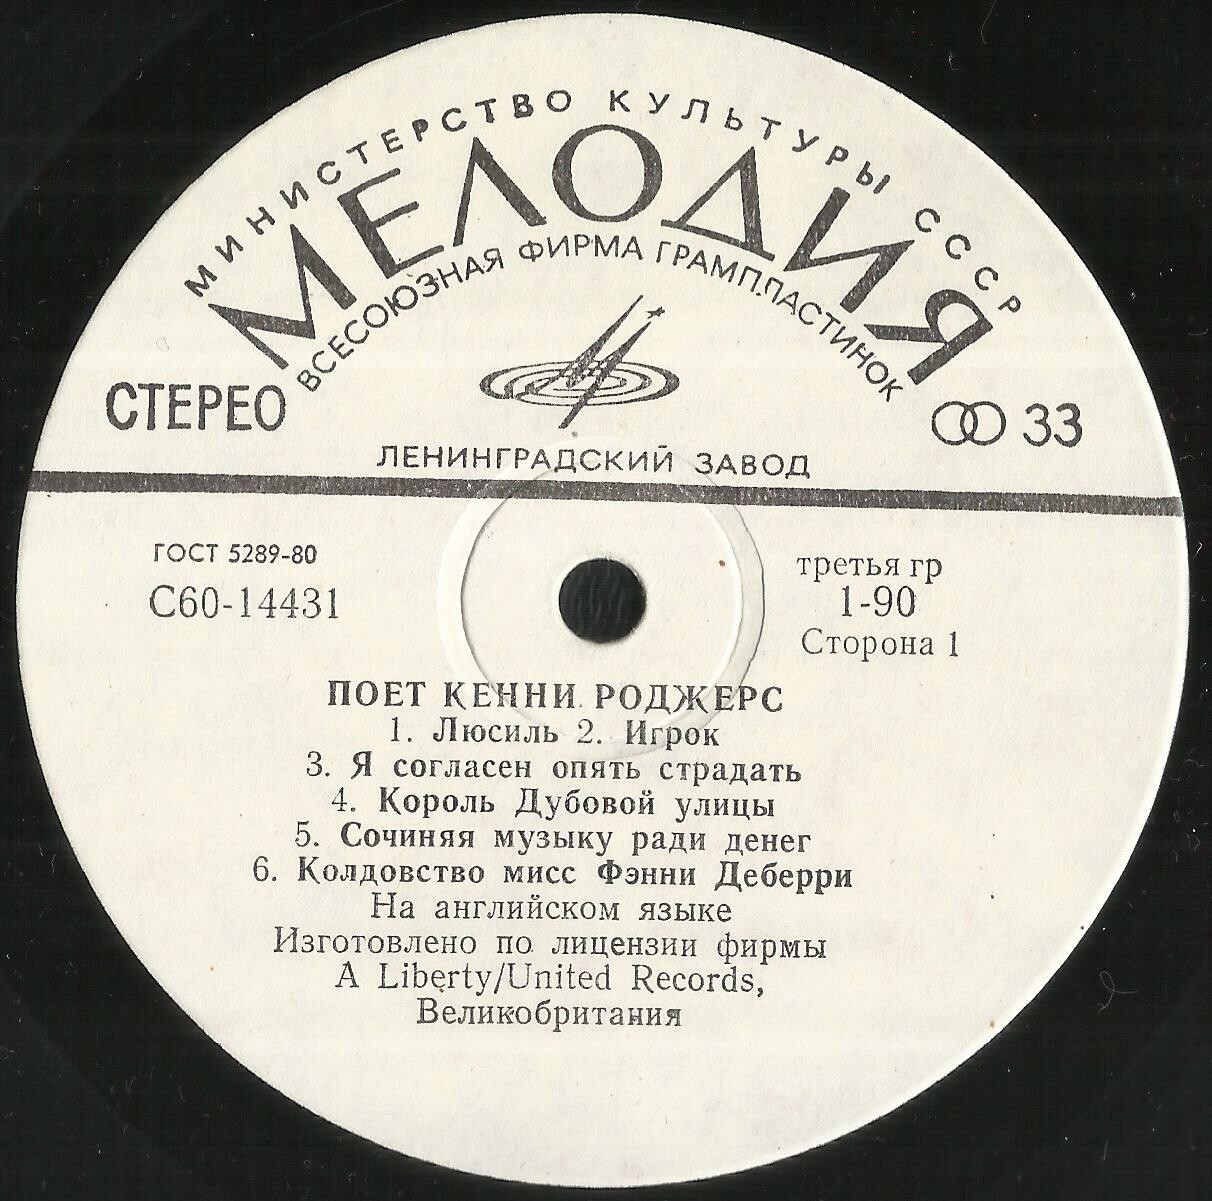 МИНИСТЕРСТВО КУЛЬТУРЫ СССР
МЕЛОДИЯ
ВСЕСОЮЗНАЯ ФИРМА ГРАМПЛАСТИНОК
СТЕРЕО
33
ЛЕНИНГРАДСКИЙ ЗАВОД
ГОСТ 5289-80
С60-14431
третья гр
1-90
Сторона 1
ПОЕТ КЕННИ РОДЖЕРС
1. Люсиль 2. Игрок
3. Я согласен опять страдать
4. Король Дубовой улицы
5. Сочиняя музыку ради денег
6. Колдовство мисс Фэнни Деберри
На английском языке
Изготовлено по лицензии фирмы
A Liberty/United Records,
Великобритания